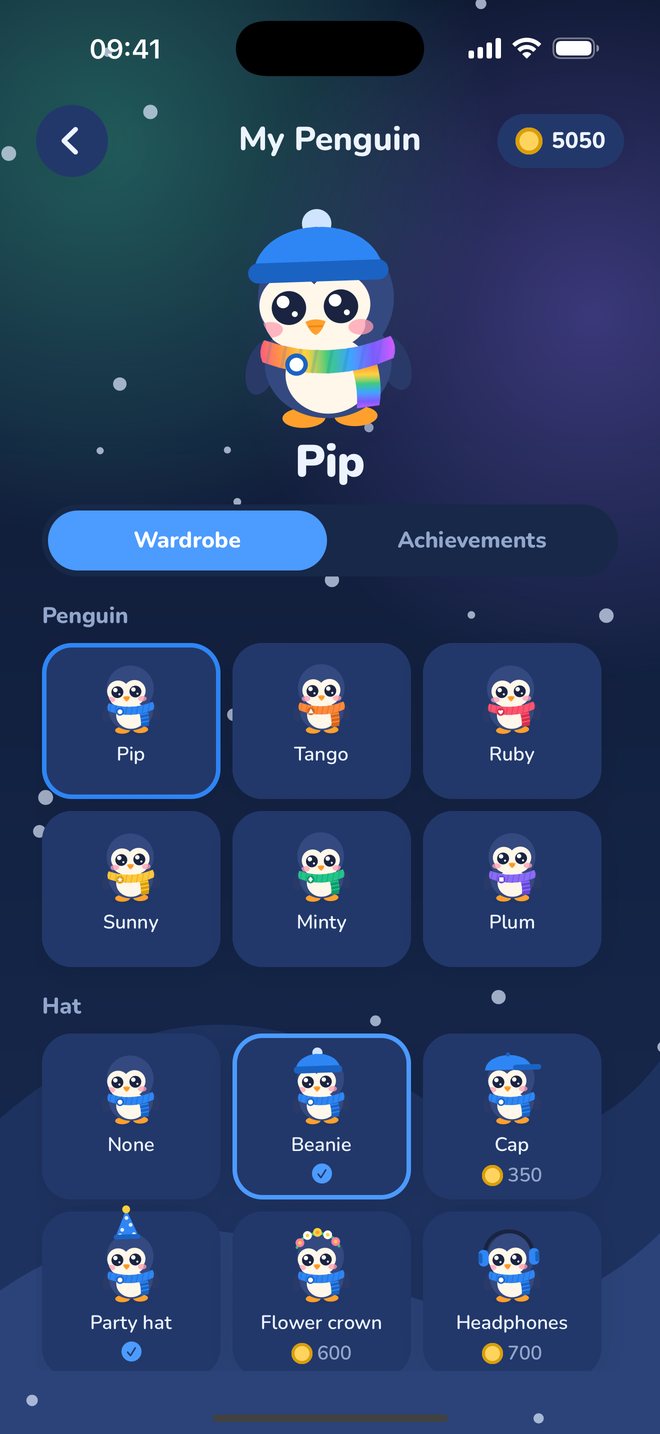 09:41
My Penguin
5050
Pip
Wardrobe
Achievements
Penguin
Pip
Tango
Ruby
Sunny
Minty
Plum
Hat
None
Beanie
Cap
350
Party hat
Flower crown
Headphones
600
700